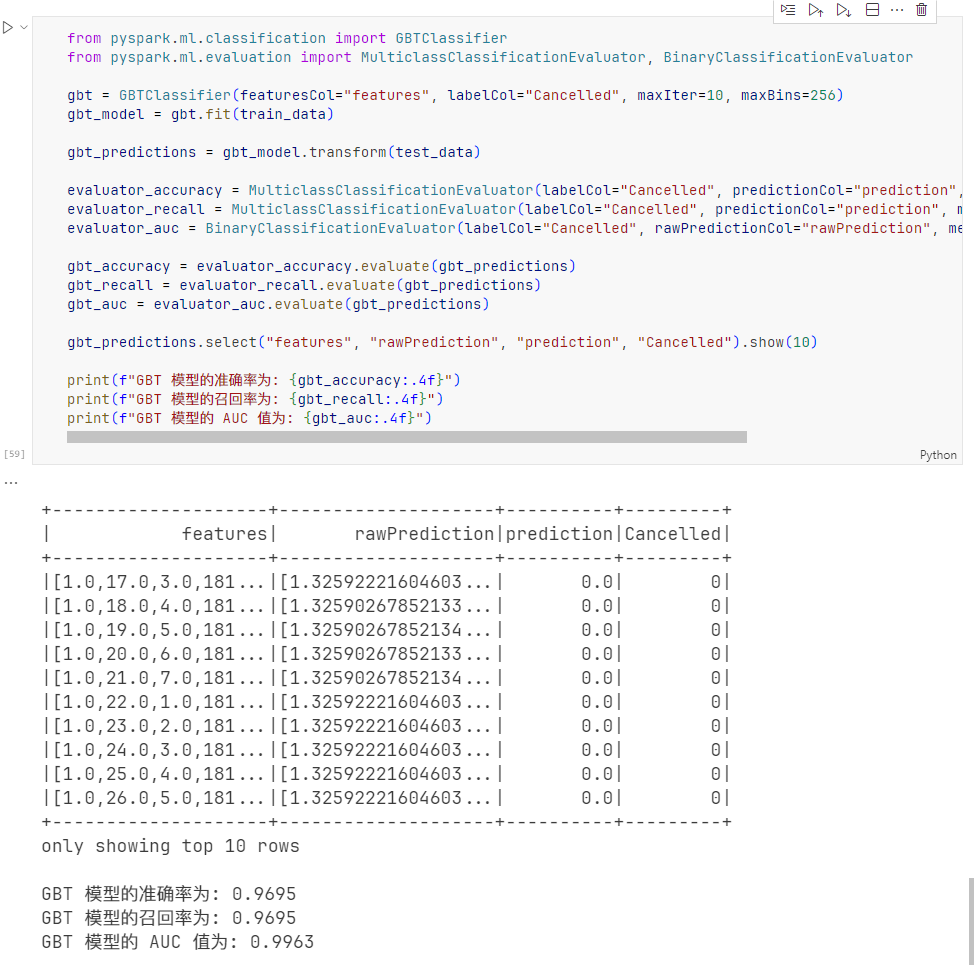 from pyspark.ml.classification import GBTClassifier
from pyspark.ml.evaluation import MulticlassClassificationEvaluator, BinaryClassificationEvaluator
gbt = GBTClassifier(featuresCol="features", labelCol="Cancelled", maxIter=10, maxBins=256)
gbt_model = gbt.fit(train_data)
gbt_predictions = gbt_model.transform(test_data)
evaluator_accuracy = MulticlassClassificationEvaluator(labelCol="Cancelled", predictionCol="prediction",
evaluator_recall = MulticlassClassificationEvaluator(labelCol="Cancelled", predictionCol="prediction", m
evaluator_auc = BinaryClassificationEvaluator(labelCol="Cancelled", rawPredictionCol="rawPrediction", me
gbt_accuracy = evaluator_accuracy.evaluate(gbt_predictions)
gbt_recall = evaluator_recall.evaluate(gbt_predictions)
gbt_auc = evaluator_auc.evaluate(gbt_predictions)
gbt_predictions.select("features", "rawPrediction", "prediction", "Cancelled").show(10)
print(f"GBT 模型的准确率为: {gbt_accuracy:.4f}")
print(f"GBT 模型的召回率为: {gbt_recall:.4f}")
print(f"GBT 模型的 AUC 值为: {gbt_auc:.4f}")
[59]
Python
...
+--------------------+--------------------+----------+---------+
|            features|       rawPrediction|prediction|Cancelled|
+--------------------+--------------------+----------+---------+
|[1.0,17.0,3.0,181...|[1.32592221604603...|       0.0|        0|
|[1.0,18.0,4.0,181...|[1.32590267852133...|       0.0|        0|
|[1.0,19.0,5.0,181...|[1.32590267852134...|       0.0|        0|
|[1.0,20.0,6.0,181...|[1.32590267852133...|       0.0|        0|
|[1.0,21.0,7.0,181...|[1.32590267852134...|       0.0|        0|
|[1.0,22.0,1.0,181...|[1.32592221604603...|       0.0|        0|
|[1.0,23.0,2.0,181...|[1.32592221604603...|       0.0|        0|
|[1.0,24.0,3.0,181...|[1.32592221604603...|       0.0|        0|
|[1.0,25.0,4.0,181...|[1.32592221604603...|       0.0|        0|
|[1.0,26.0,5.0,181...|[1.32592221604603...|       0.0|        0|
+--------------------+--------------------+----------+---------+
only showing top 10 rows
GBT 模型的准确率为: 0.9695
GBT 模型的召回率为: 0.9695
GBT 模型的 AUC 值为: 0.9963